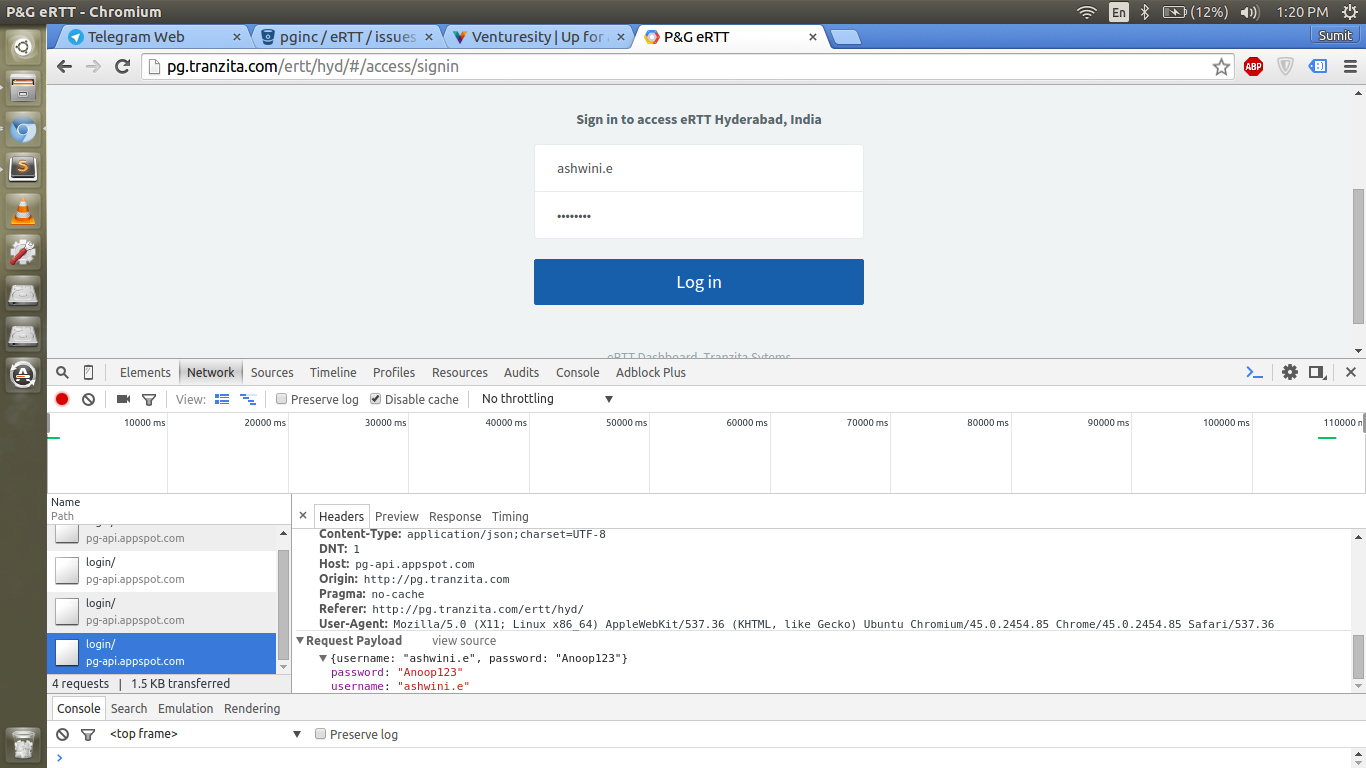 P&G eRTT - Chromium
En
(12%)
1:20 PM
Telegram Web
pginc / eRTT / issues
Venturesity | Up for
P&G eRTT
Sumit
pg.tranzita.com/ertt/hyd/#/access/signin
ABP
Sign in to access eRTT Hyderabad, India
ashwini.e
••••••••
Log in
eRTT Dashboard, Tranzita Sytems
Elements Network Sources Timeline Profiles Resources Audits Console Adblock Plus
View: Preserve log Disable cache No throttling
10000 ms 20000 ms 30000 ms 40000 ms 50000 ms 60000 ms 70000 ms 80000 ms 90000 ms 100000 ms 110000 m
Name
Path
Headers Preview Response Timing
pg-api.appspot.com
login/
pg-api.appspot.com
login/
pg-api.appspot.com
login/
pg-api.appspot.com
4 requests | 1.5 KB transferred
Content-Type: application/json;charset=UTF-8
DNT: 1
Host: pg-api.appspot.com
Origin: http://pg.tranzita.com
Pragma: no-cache
Referer: http://pg.tranzita.com/ertt/hyd/
User-Agent: Mozilla/5.0 (X11; Linux x86_64) AppleWebKit/537.36 (KHTML, like Gecko) Ubuntu Chromium/45.0.2454.85 Chrome/45.0.2454.85 Safari/537.36
Request Payload view source
{username: "ashwini.e", password: "Anoop123"}
password: "Anoop123"
username: "ashwini.e"
Console Search Emulation Rendering
<top frame> Preserve log